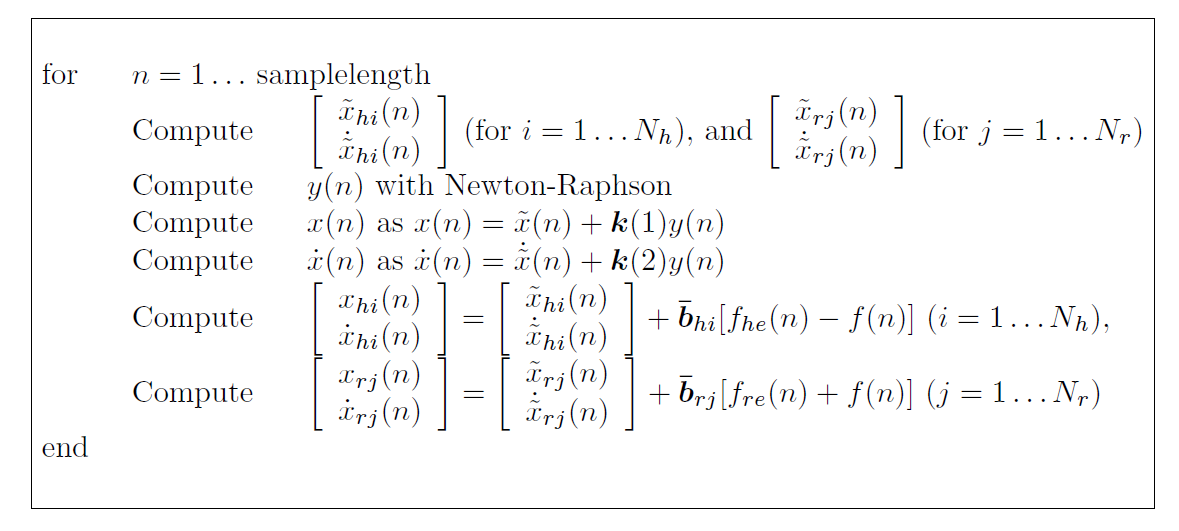 for n = 1 … samplelength
Compute [ x̃_hi(n) ; x̃̇_hi(n) ] (for i = 1 … N_h), and [ x̃_rj(n) ; x̃̇_rj(n) ] (for j = 1 … N_r)
Compute y(n) with Newton-Raphson
Compute x(n) as x(n) = x̃(n) + k(1)y(n)
Compute ẋ(n) as ẋ(n) = x̃̇(n) + k(2)y(n)
Compute [ x_hi(n) ; ẋ_hi(n) ] = [ x̃_hi(n) ; x̃̇_hi(n) ] + b̄_hi[f_he(n) − f(n)] (i = 1 … N_h),
Compute [ x_rj(n) ; ẋ_rj(n) ] = [ x̃_rj(n) ; x̃̇_rj(n) ] + b̄_rj[f_re(n) + f(n)] (j = 1 … N_r)
end